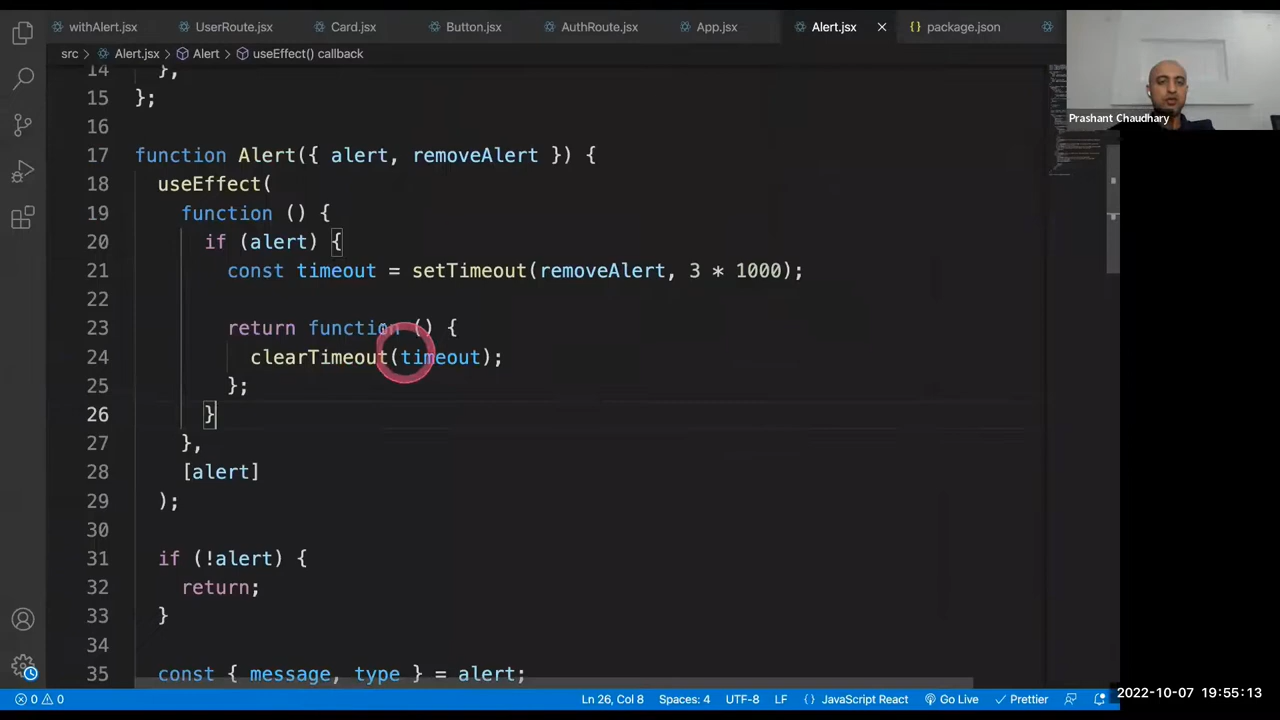 withAlert.jsx
UserRoute.jsx
Card.jsx
Button.jsx
AuthRoute.jsx
App.jsx
Alert.jsx
package.json
src > Alert.jsx > Alert > useEffect() callback
Prashant Chaudhary
14 },
15 };
16
17 function Alert({ alert, removeAlert }) {
18 useEffect(
19 function () {
20 if (alert) {
21 const timeout = setTimeout(removeAlert, 3 * 1000);
22
23 return function () {
24 clearTimeout(timeout);
25 };
26 }
27 },
28 [alert]
29 );
30
31 if (!alert) {
32 return;
33 }
34
35 const { message, type } = alert;
0 0 Ln 26, Col 8 Spaces: 4 UTF-8 LF {} JavaScript React Go Live Prettier
2022-10-07 19:55:13